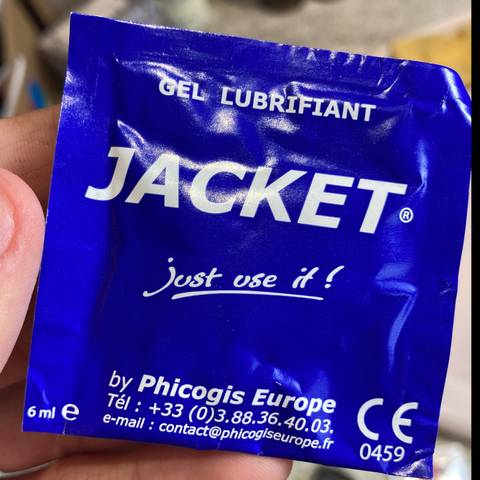 GEL LUBRIFIANT
JACKET®
just use it !
by Phicogis Europe
Tél : +33 (0)3.88.36.40.03.
e-mail : contact@phicogiseurope.fr
6 ml ℮
CE
0459